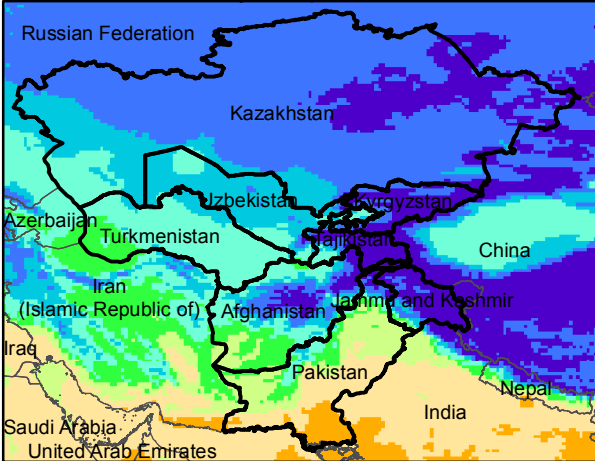 Russian Federation
Kazakhstan
Uzbekistan
Kyrgyzstan
Azerbaijan
Turkmenistan
Tajikistan
China
Iran
(Islamic Republic of)
Afghanistan
Jammu and Kashmir
Iraq
Pakistan
Nepal
India
Saudi Arabia
United Arab Emirates